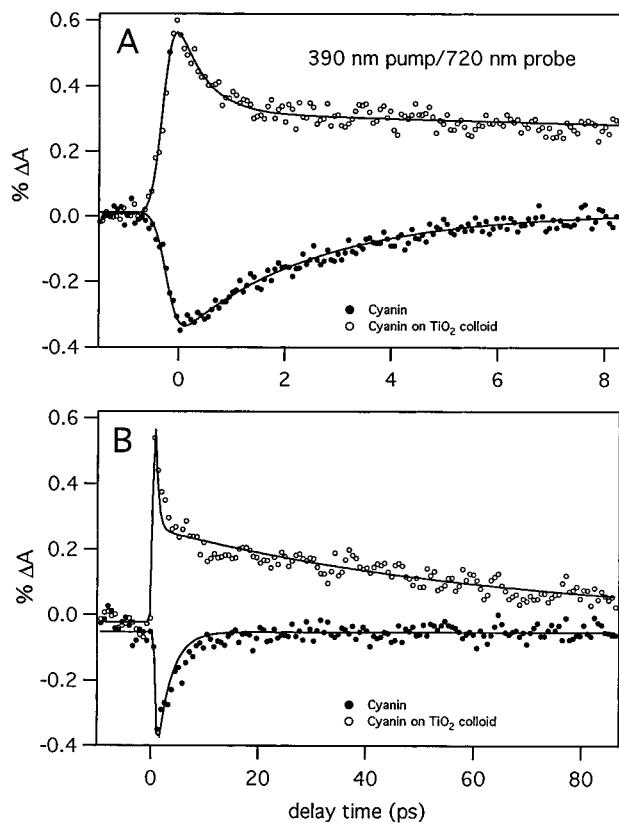 A
390 nm pump/720 nm probe
% ΔA
0.6
0.4
0.2
0.0
-0.2
-0.4
Cyanin
Cyanin on TiO2 colloid
0 2 4 6 8
B
% ΔA
0.6
0.4
0.2
0.0
-0.2
-0.4
Cyanin
Cyanin on TiO2 colloid
0 20 40 60 80
delay time (ps)